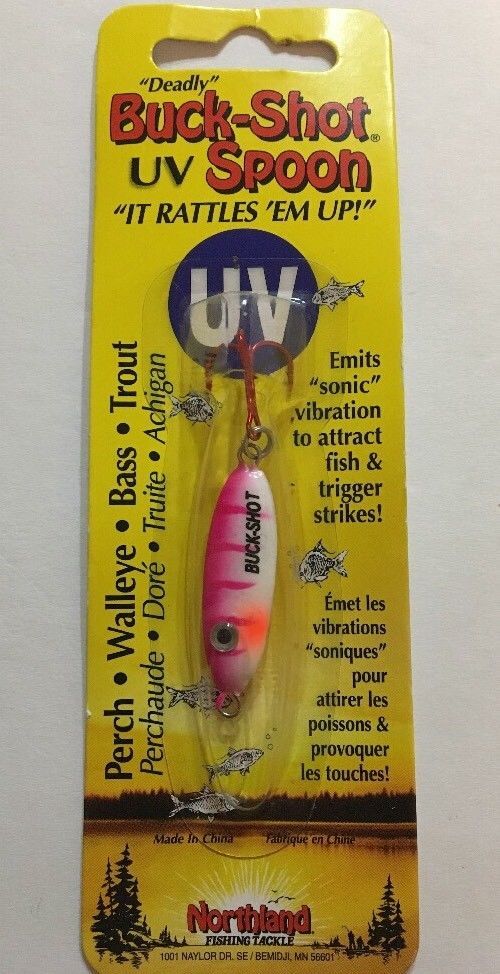 "Deadly"
Buck-Shot®
UV Spoon
"IT RATTLES 'EM UP!"
UV
Emits
"sonic"
vibration
to attract
fish &
trigger
strikes!
Perch • Walleye • Bass • Trout
Perchaude • Doré • Truite • Achigan
BUCK-SHOT
Émet les
vibrations
"soniques"
pour
attirer les
poissons &
provoquer
les touches!
Made In China
Fabriqué en Chine
Northland
FISHING TACKLE
1001 NAYLOR DR. SE / BEMIDJI, MN 56601